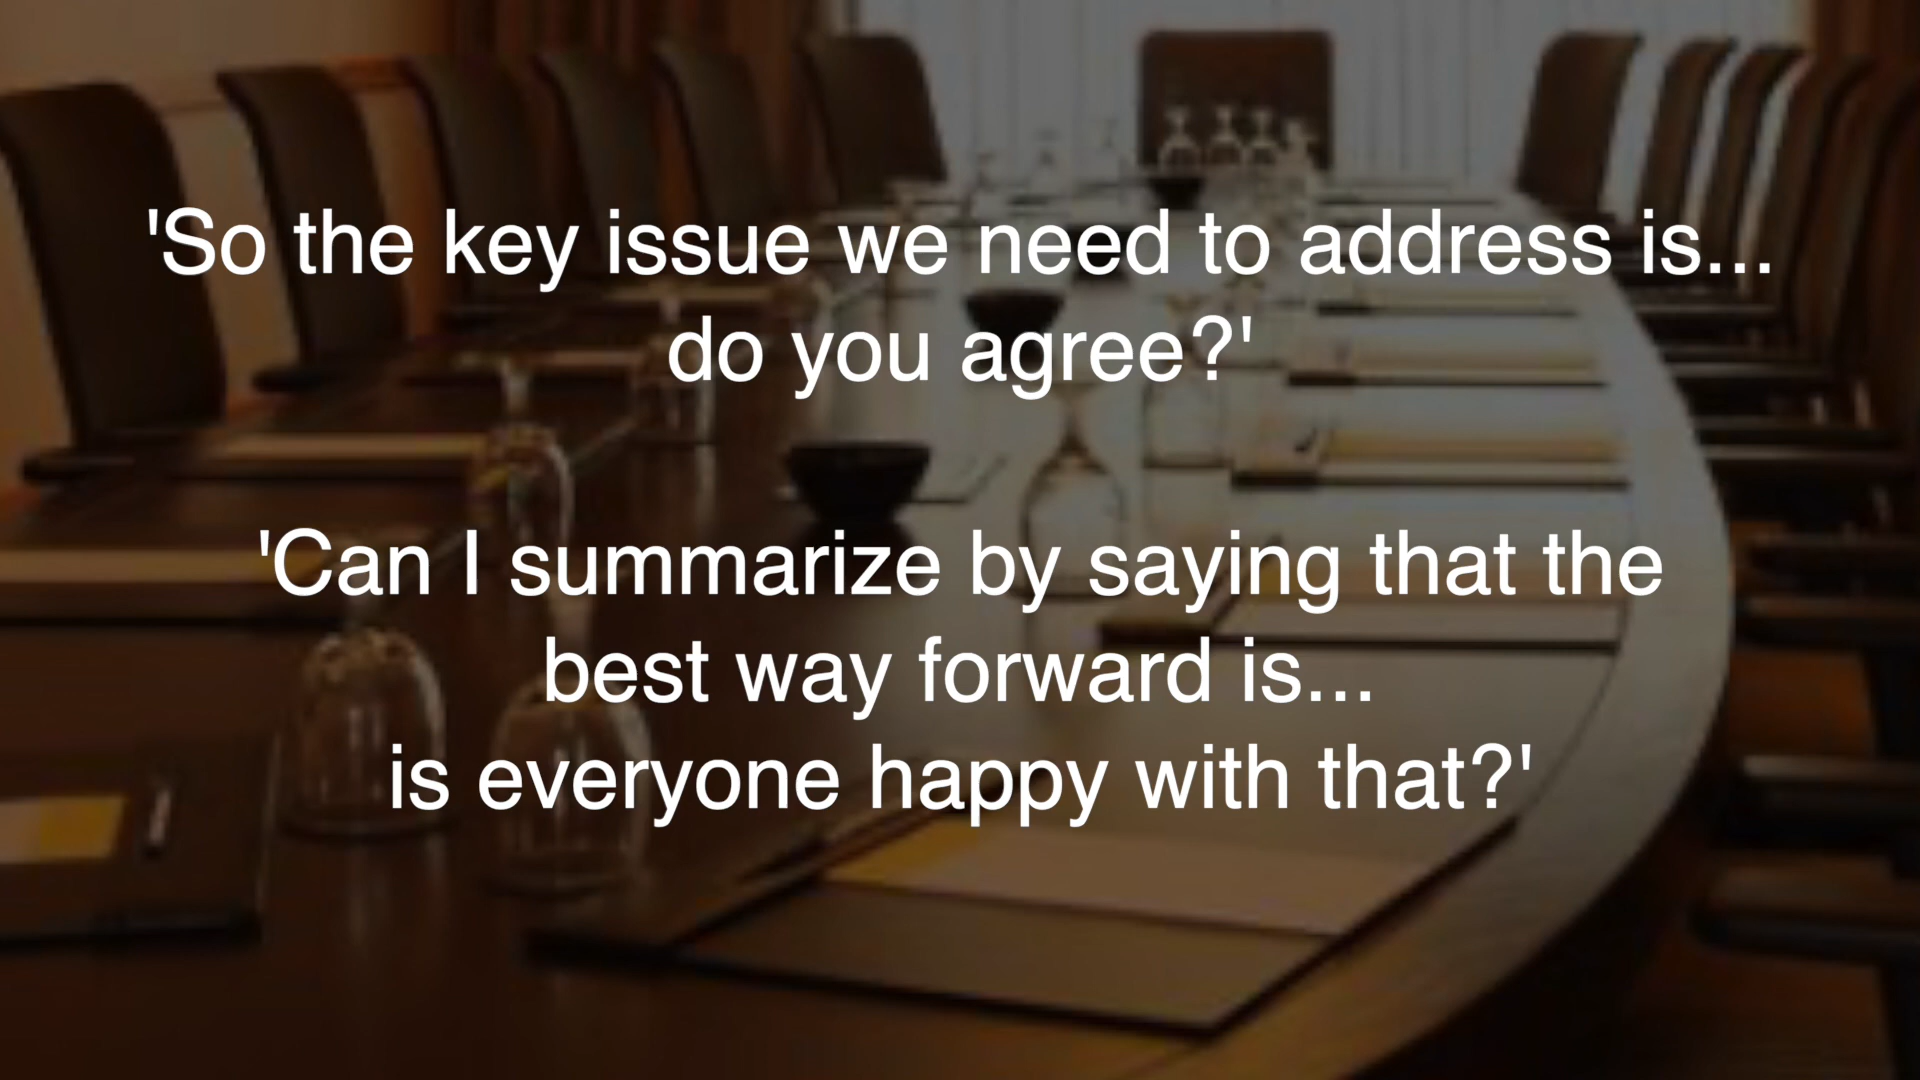 'So the key issue we need to address is...
do you agree?'
'Can I summarize by saying that the
best way forward is...
is everyone happy with that?'